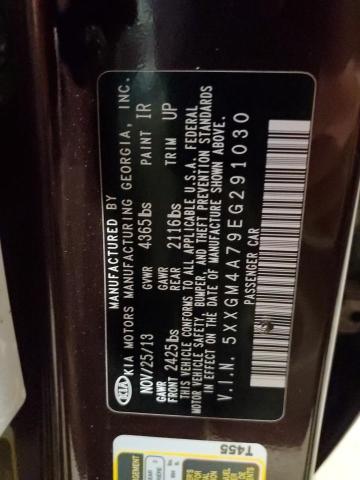 MANUFACTURED BY
KIA KIA MOTORS MANUFACTURING GEORGIA, INC.
NOV/25/13 GVWR 4965lbs PAINT IR
GAWR FRONT 2425lbs GAWR REAR 2116lbs TRIM UP
THIS VEHICLE CONFORMS TO ALL APPLICABLE U.S.A. FEDERAL
MOTOR VEHICLE SAFETY, BUMPER, AND THEFT PREVENTION STANDARDS
IN EFFECT ON THE DATE OF MANUFACTURE SHOWN ABOVE.
V.I.N. 5XXGM4A79EG291030
PASSENGER CAR
T455